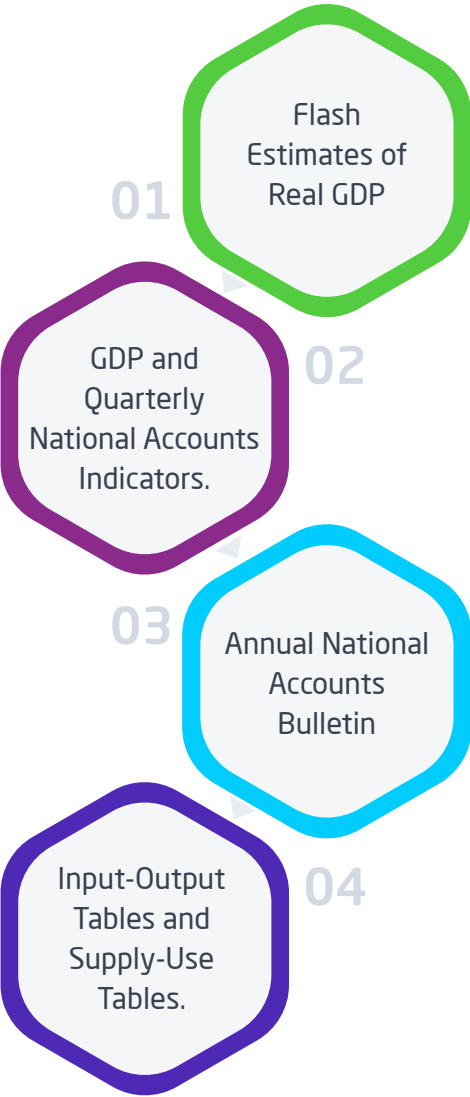 Flash
Estimates of
Real GDP
01
GDP and
Quarterly
National Accounts
Indicators.
02
Annual National
Accounts
Bulletin
03
Input-Output
Tables and
Supply-Use
Tables.
04